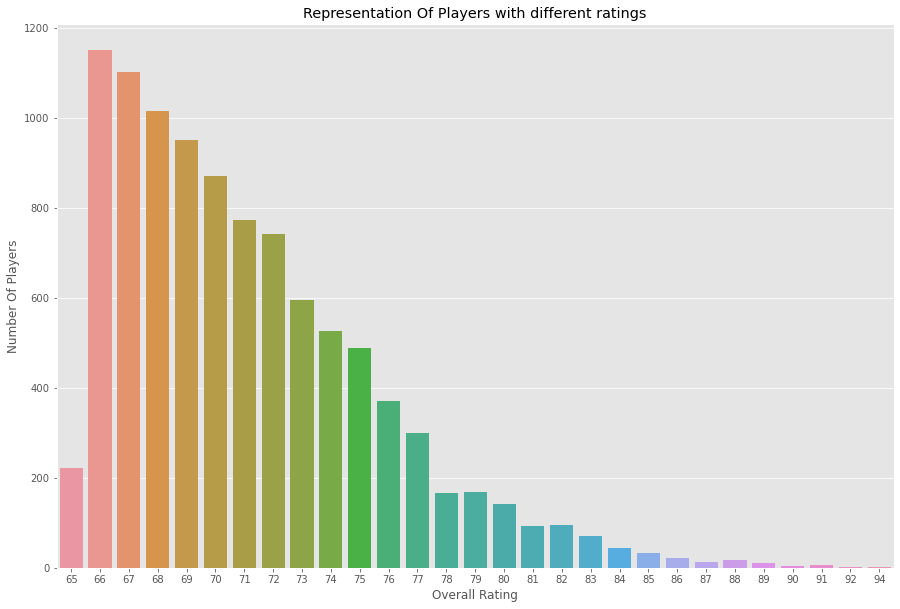 Representation Of Players with different ratings
1200
1000
800
600
400
200
0
Number Of Players
65 66 67 68 69 70 71 72 73 74 75 76 77 78 79 80 81 82 83 84 85 86 87 88 89 90 91 92 94
Overall Rating